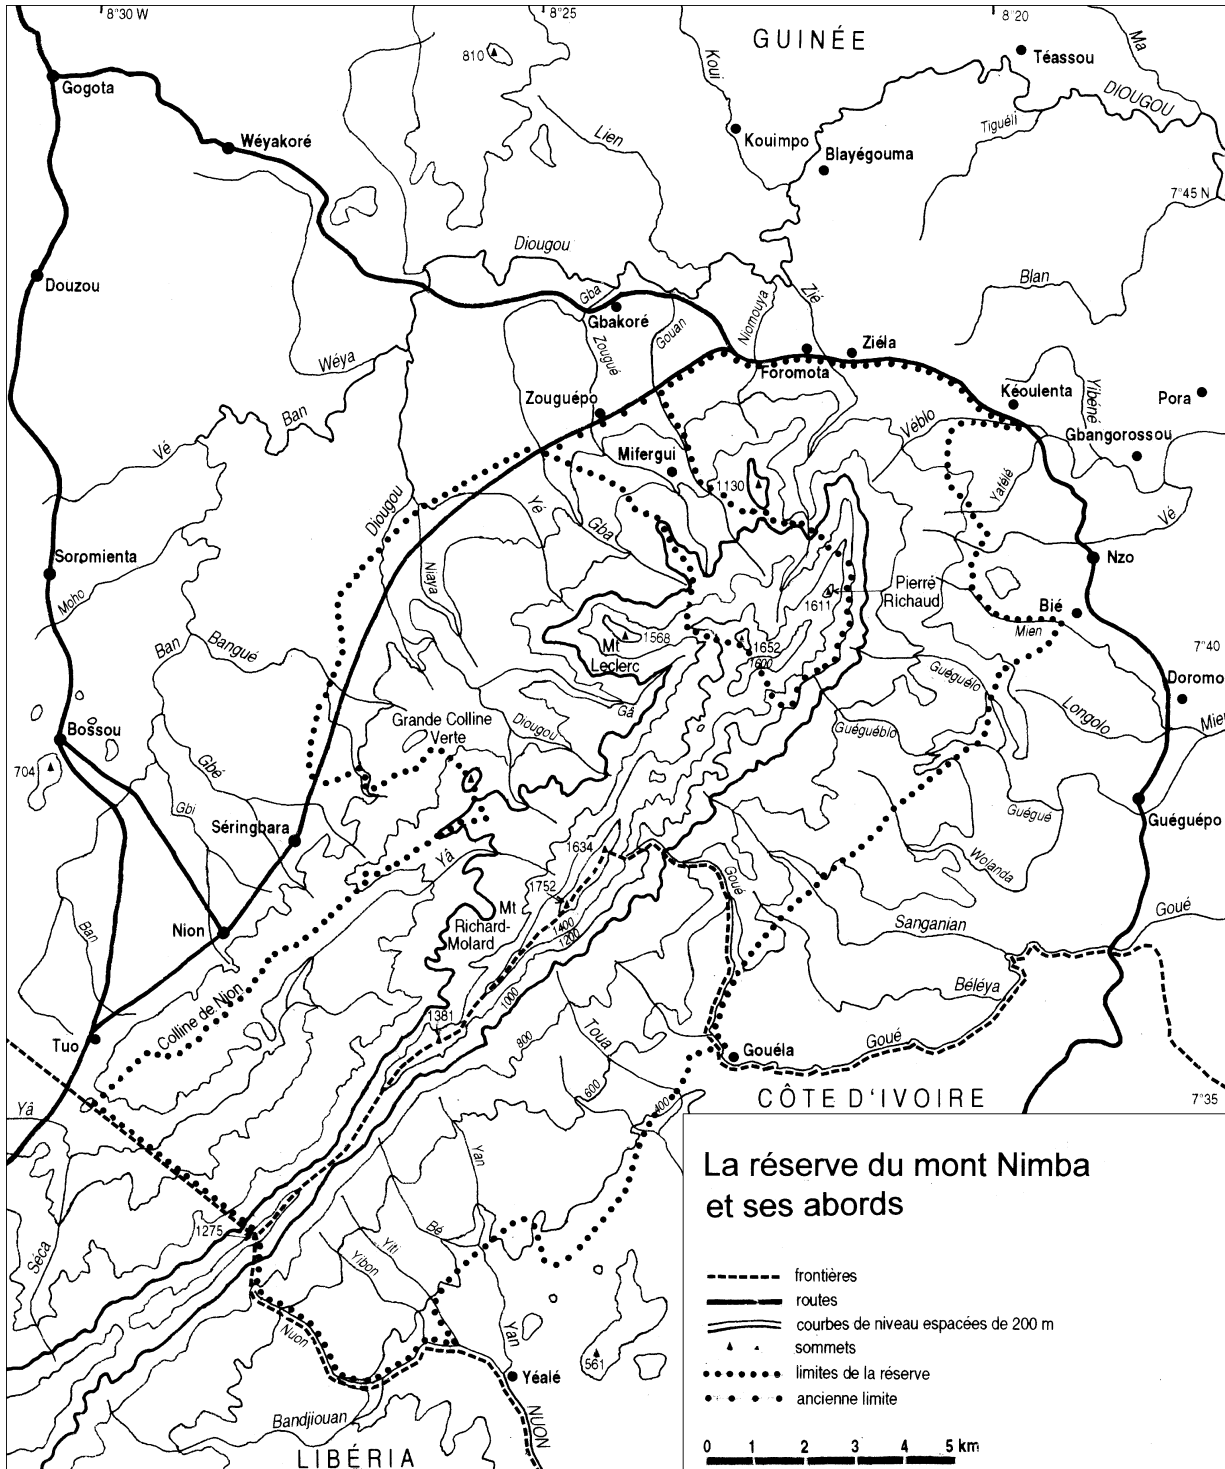 8°30 W
8°25
8°20
GUINÉE
Ma
810
Koui
Téassou
Gogota
DIOUGOU
Tiguéli
Lien
Wéyakoré
Kouimpo
Blayégouma
7°45 N
Diougou
Douzou
Blan
Gba
Zié
Gbakoré
Niomouya
Gouan
Zougué
Ziéla
Wéya
Foromota
Kéoulenta
Yibéné
Pora
Zouguépo
Ban
Véblo
Gbangorossou
Vé
Mifergui
1130
Yatélé
Diougou
Yé
Gba
Vé
Soromienta
Nzo
Niaya
Pierré
Richaud
Moho
1611
Bié
Mien
Ban
Bangué
1568
1652
1600
Mt
Leclerc
7°40
Guéguélo
Doromo
Gâ
Longolo
Grande Colline
Verte
Diougou
Mien
Bossou
Guéguéblo
704
Gbé
Gbi
Guégué
Guéguépo
Séringbara
1634
Yâ
Goué
Wolanda
1752
Mt
Richard-
Molard
1400
1200
Goué
Nion
Ban
Sanganian
Colline de Nion
1000
Béléya
1381
Toua
Tuo
800
Gouéla
Goué
600
400
CÔTE D'IVOIRE
7°35
Yâ
Yan
La réserve du mont Nimba
et ses abords
1275
Bé
Yiti
Yibon
Séca
frontières
routes
courbes de niveau espacées de 200 m
sommets
limites de la réserve
ancienne limite
Nuon
Yan
561
Yéalé
Bandjiouan
NUON
LIBÉRIA
0 1 2 3 4 5 km